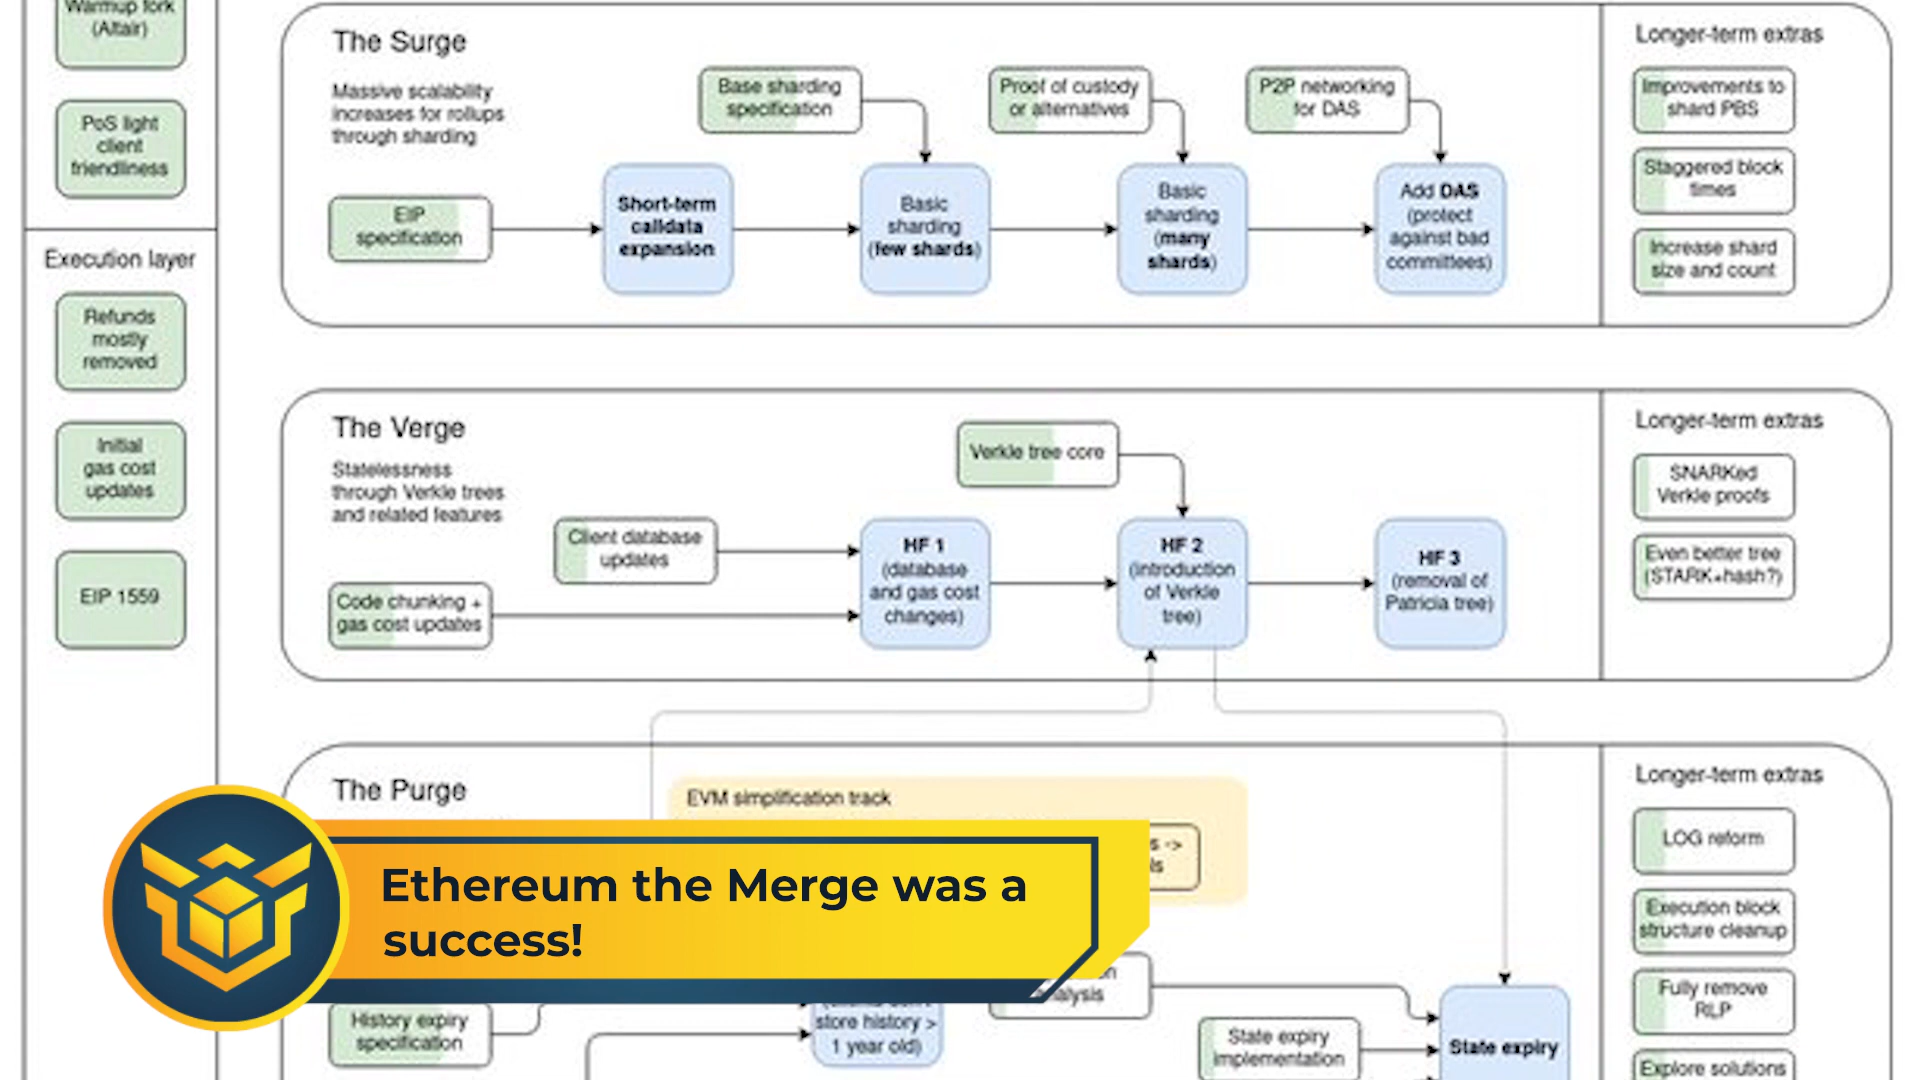 Warmup fork
(Altair)
PoS light
client
friendliness
Execution layer
Refunds
mostly
removed
Initial
gas cost
updates
EIP 1559
The Surge
Massive scalability
increases for rollups
through sharding
EIP
specification
Short-term
calldata
expansion
Base sharding
specification
Basic
sharding
(few shards)
Proof of custody
or alternatives
Basic
sharding
(many
shards)
P2P networking
for DAS
Add DAS
(protect
against bad
committees)
Longer-term extras
Improvements to
shard PBS
Staggered block
times
Increase shard
size and count
The Verge
Statelessness
through Verkle trees
and related features
Code chunking +
gas cost updates
Client database
updates
HF 1
(database
and gas cost
changes)
Verkle tree core
HF 2
(introduction
of Verkle
tree)
HF 3
(removal of
Patricia tree)
Longer-term extras
SNARKed
Verkle proofs
Even better tree
(STARK+hash?)
The Purge
EVM simplification track
Ethereum the Merge was a
success!
History expiry
specification
store history >
1 year old)
State expiry
implementation
State expiry
Longer-term extras
LOG reform
Execution block
structure cleanup
Fully remove
RLP
Explore solutions